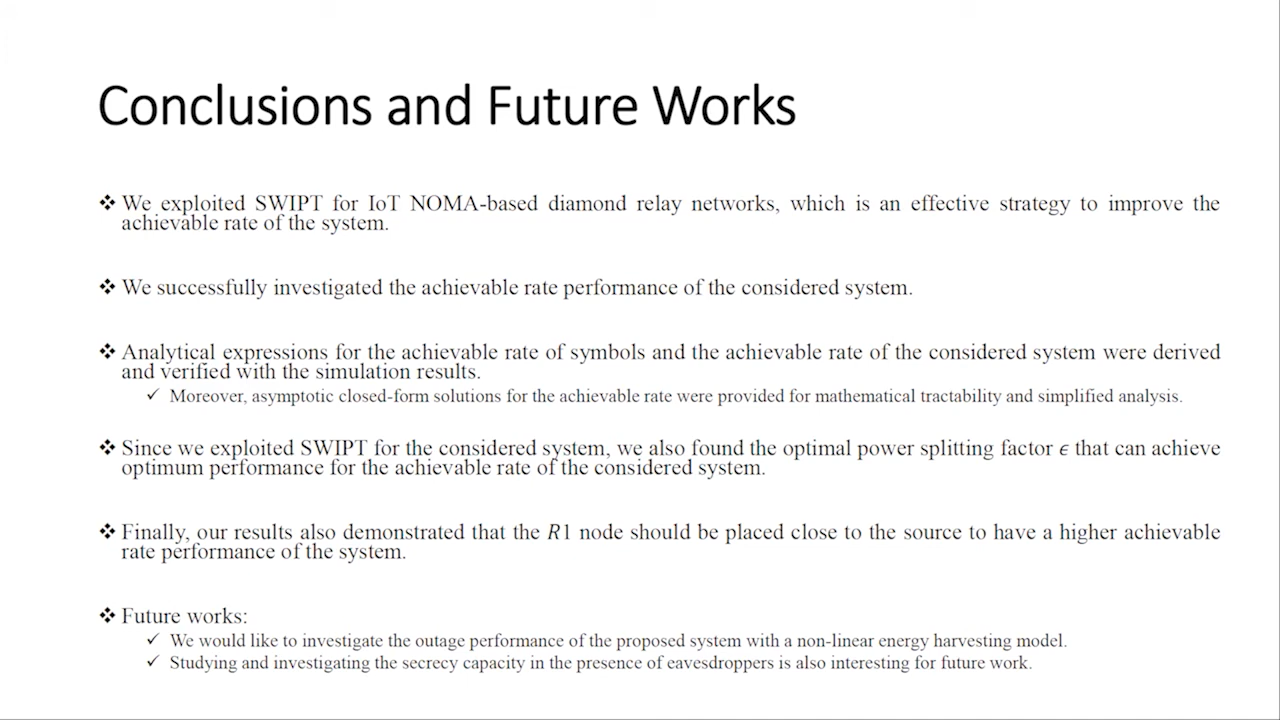 Conclusions and Future Works
❖ We exploited SWIPT for IoT NOMA-based diamond relay networks, which is an effective strategy to improve the
achievable rate of the system.
❖ We successfully investigated the achievable rate performance of the considered system.
❖ Analytical expressions for the achievable rate of symbols and the achievable rate of the considered system were derived
and verified with the simulation results.
✓ Moreover, asymptotic closed-form solutions for the achievable rate were provided for mathematical tractability and simplified analysis.
❖ Since we exploited SWIPT for the considered system, we also found the optimal power splitting factor ϵ that can achieve
optimum performance for the achievable rate of the considered system.
❖ Finally, our results also demonstrated that the R1 node should be placed close to the source to have a higher achievable
rate performance of the system.
❖ Future works:
✓ We would like to investigate the outage performance of the proposed system with a non-linear energy harvesting model.
✓ Studying and investigating the secrecy capacity in the presence of eavesdroppers is also interesting for future work.